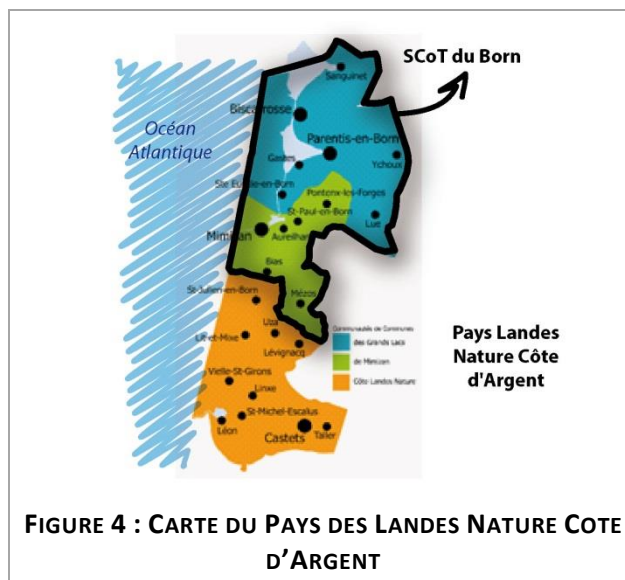 SCoT du Born
Océan
Atlantique
Sanguinet
Biscarrosse
Parentis-en-Born
Gastes
Ychoux
Ste Eulalie-en-Born
Pontenx-les-Forges
St-Paul-en-Born
Lue
Mimizan
Aureilhan
Bias
St-Julien-en-Born
Mézos
Uza
Lit-et-Mixe
Lévignacq
Communautés de Communes
des Grands Lacs
de Mimizan
Côte Landes Nature
Pays Landes
Nature Côte
d'Argent
Vielle-St-Girons
Linxe
St-Michel-Escalus
Léon
Castets
Taller
FIGURE 4 : CARTE DU PAYS DES LANDES NATURE COTE
D'ARGENT